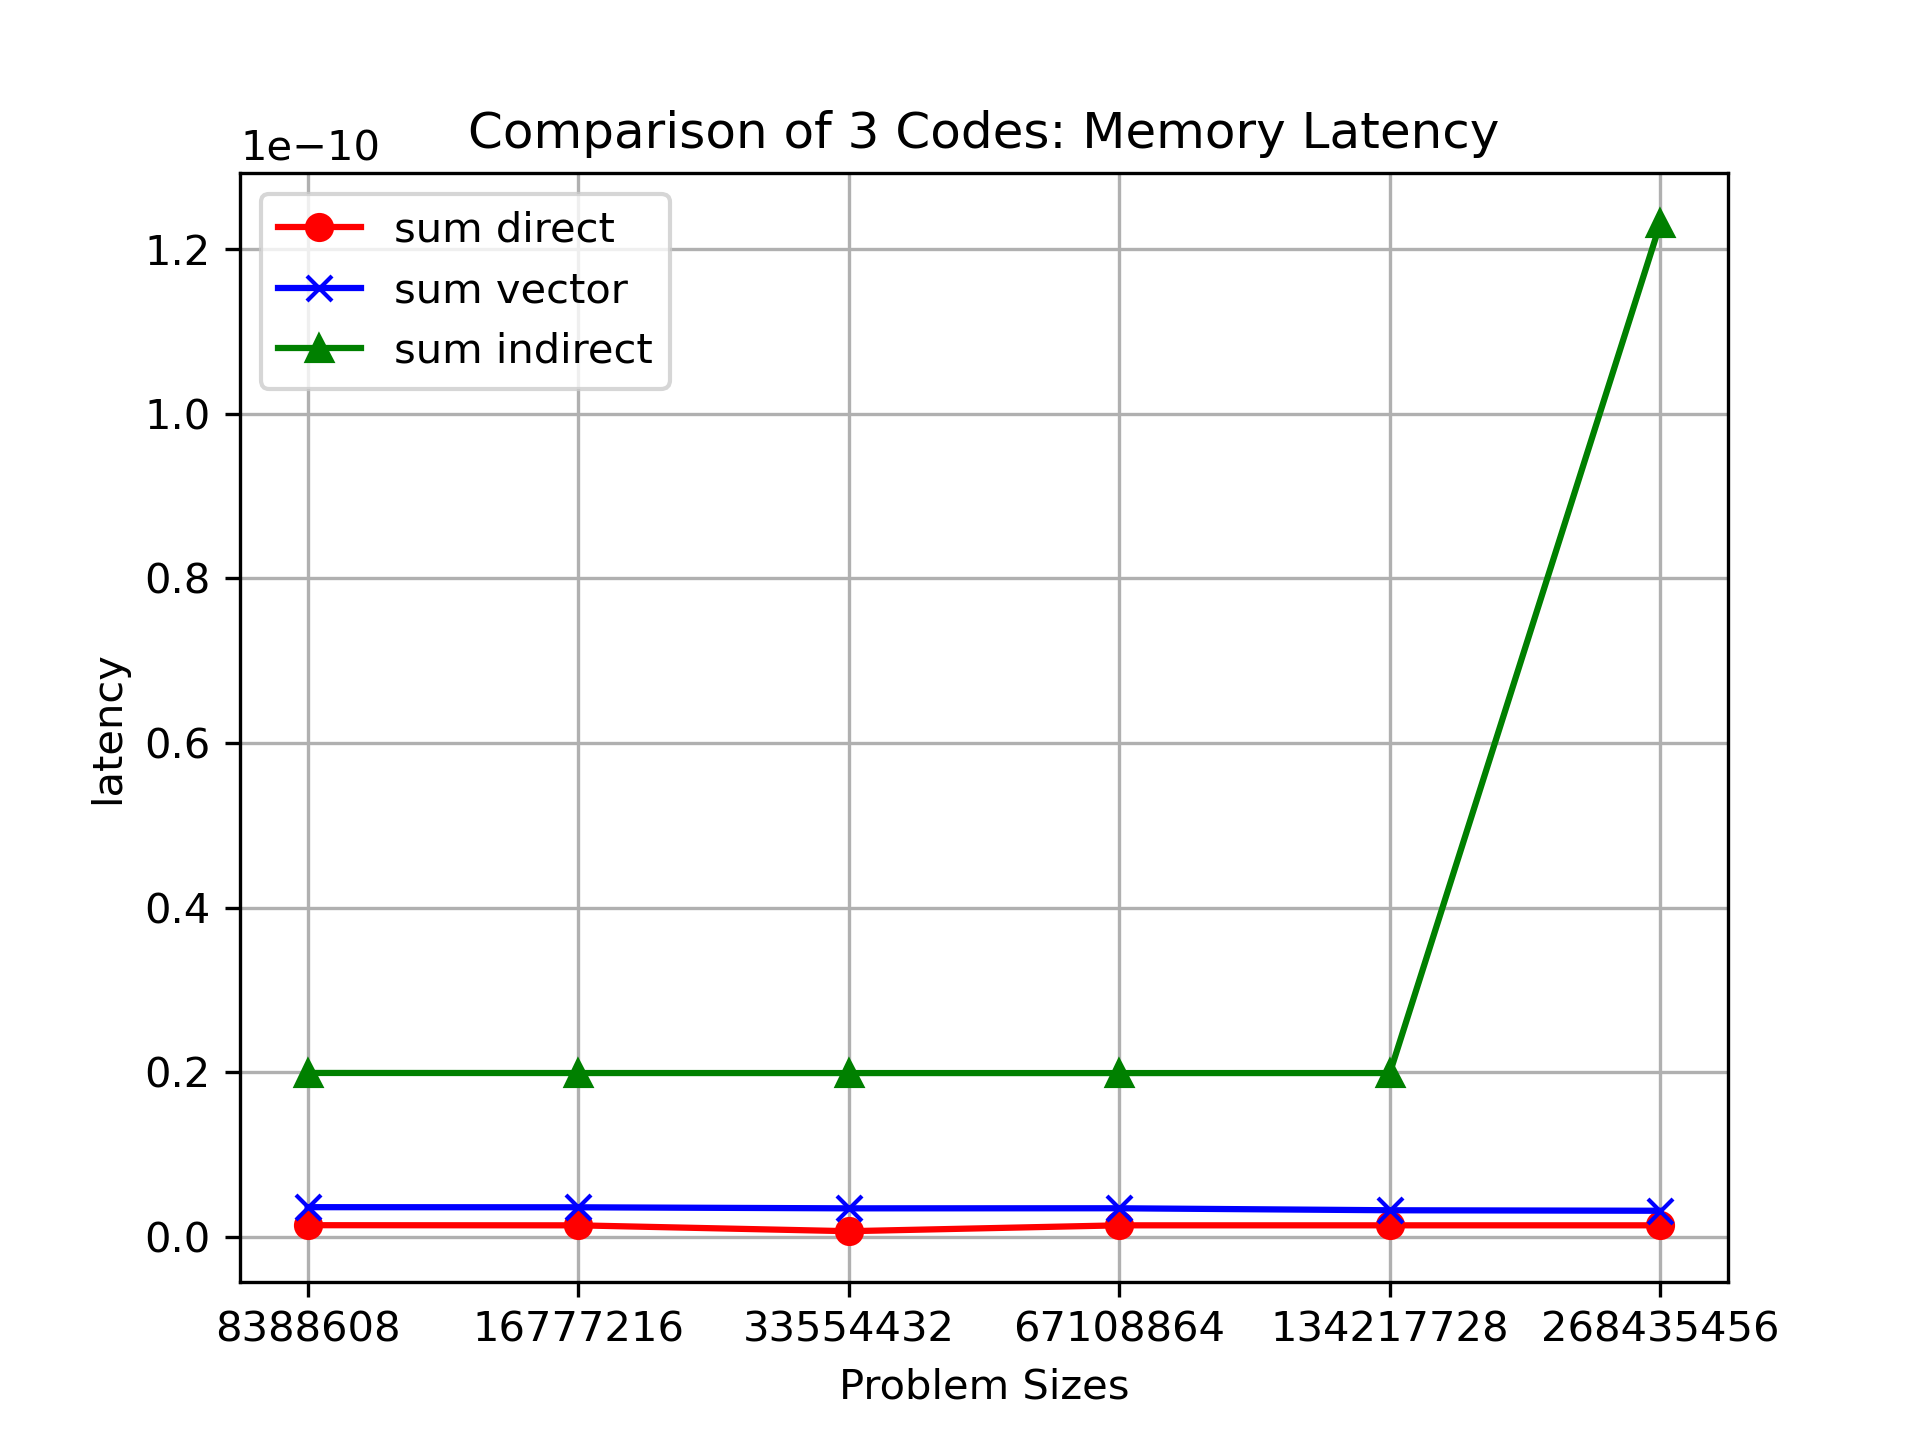 Comparison of 3 Codes: Memory Latency
1e−10
sum direct
sum vector
sum indirect
1.2
1.0
0.8
0.6
0.4
0.2
0.0
latency
8388608 16777216 33554432 67108864 134217728 268435456
Problem Sizes